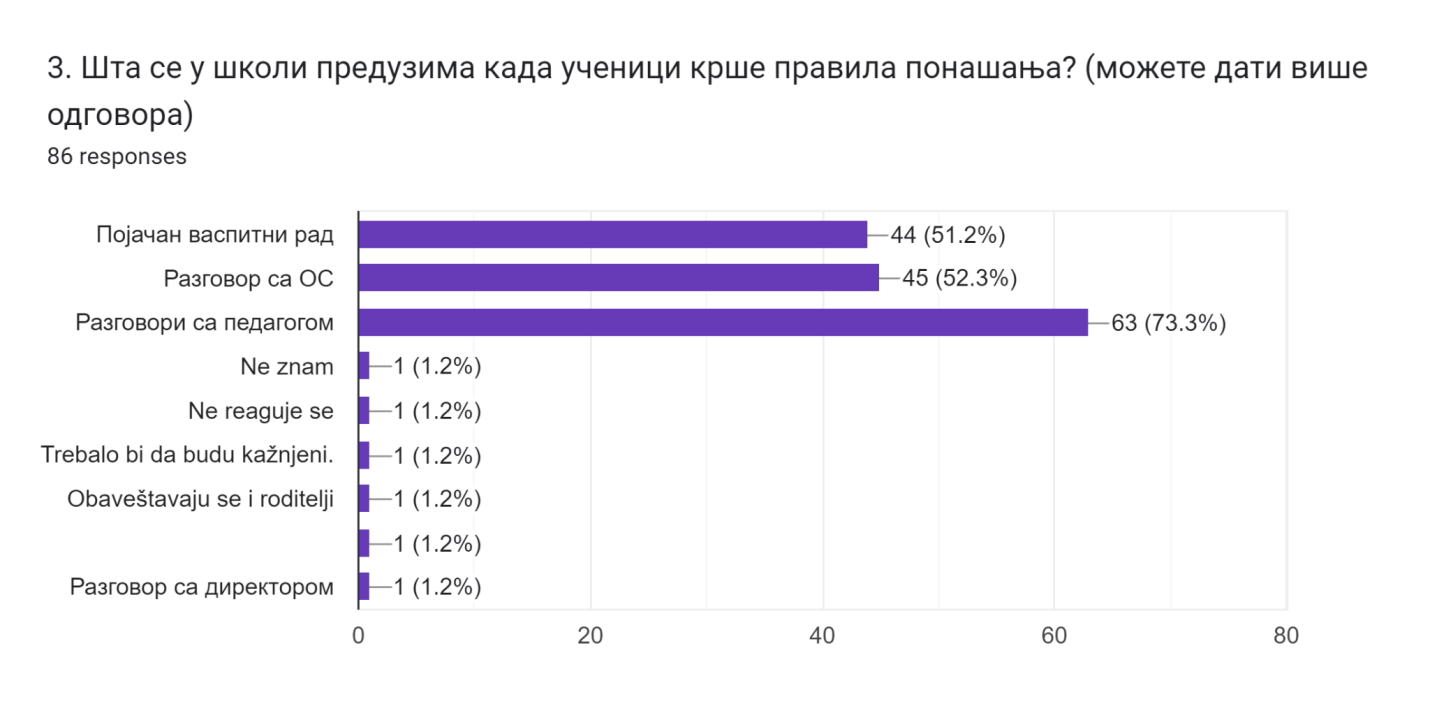 3. Шта се у школи предузима када ученици крше правила понашања? (можете дати више
одговора)
86 responses
Појачан васпитни рад 44 (51.2%)
Разговор са ОС 45 (52.3%)
Разговори са педагогом 63 (73.3%)
Ne znam 1 (1.2%)
Ne reaguje se 1 (1.2%)
Trebalo bi da budu kažnjeni. 1 (1.2%)
Obaveštavaju se i roditelji 1 (1.2%)
1 (1.2%)
Разговор са директором 1 (1.2%)
0 20 40 60 80